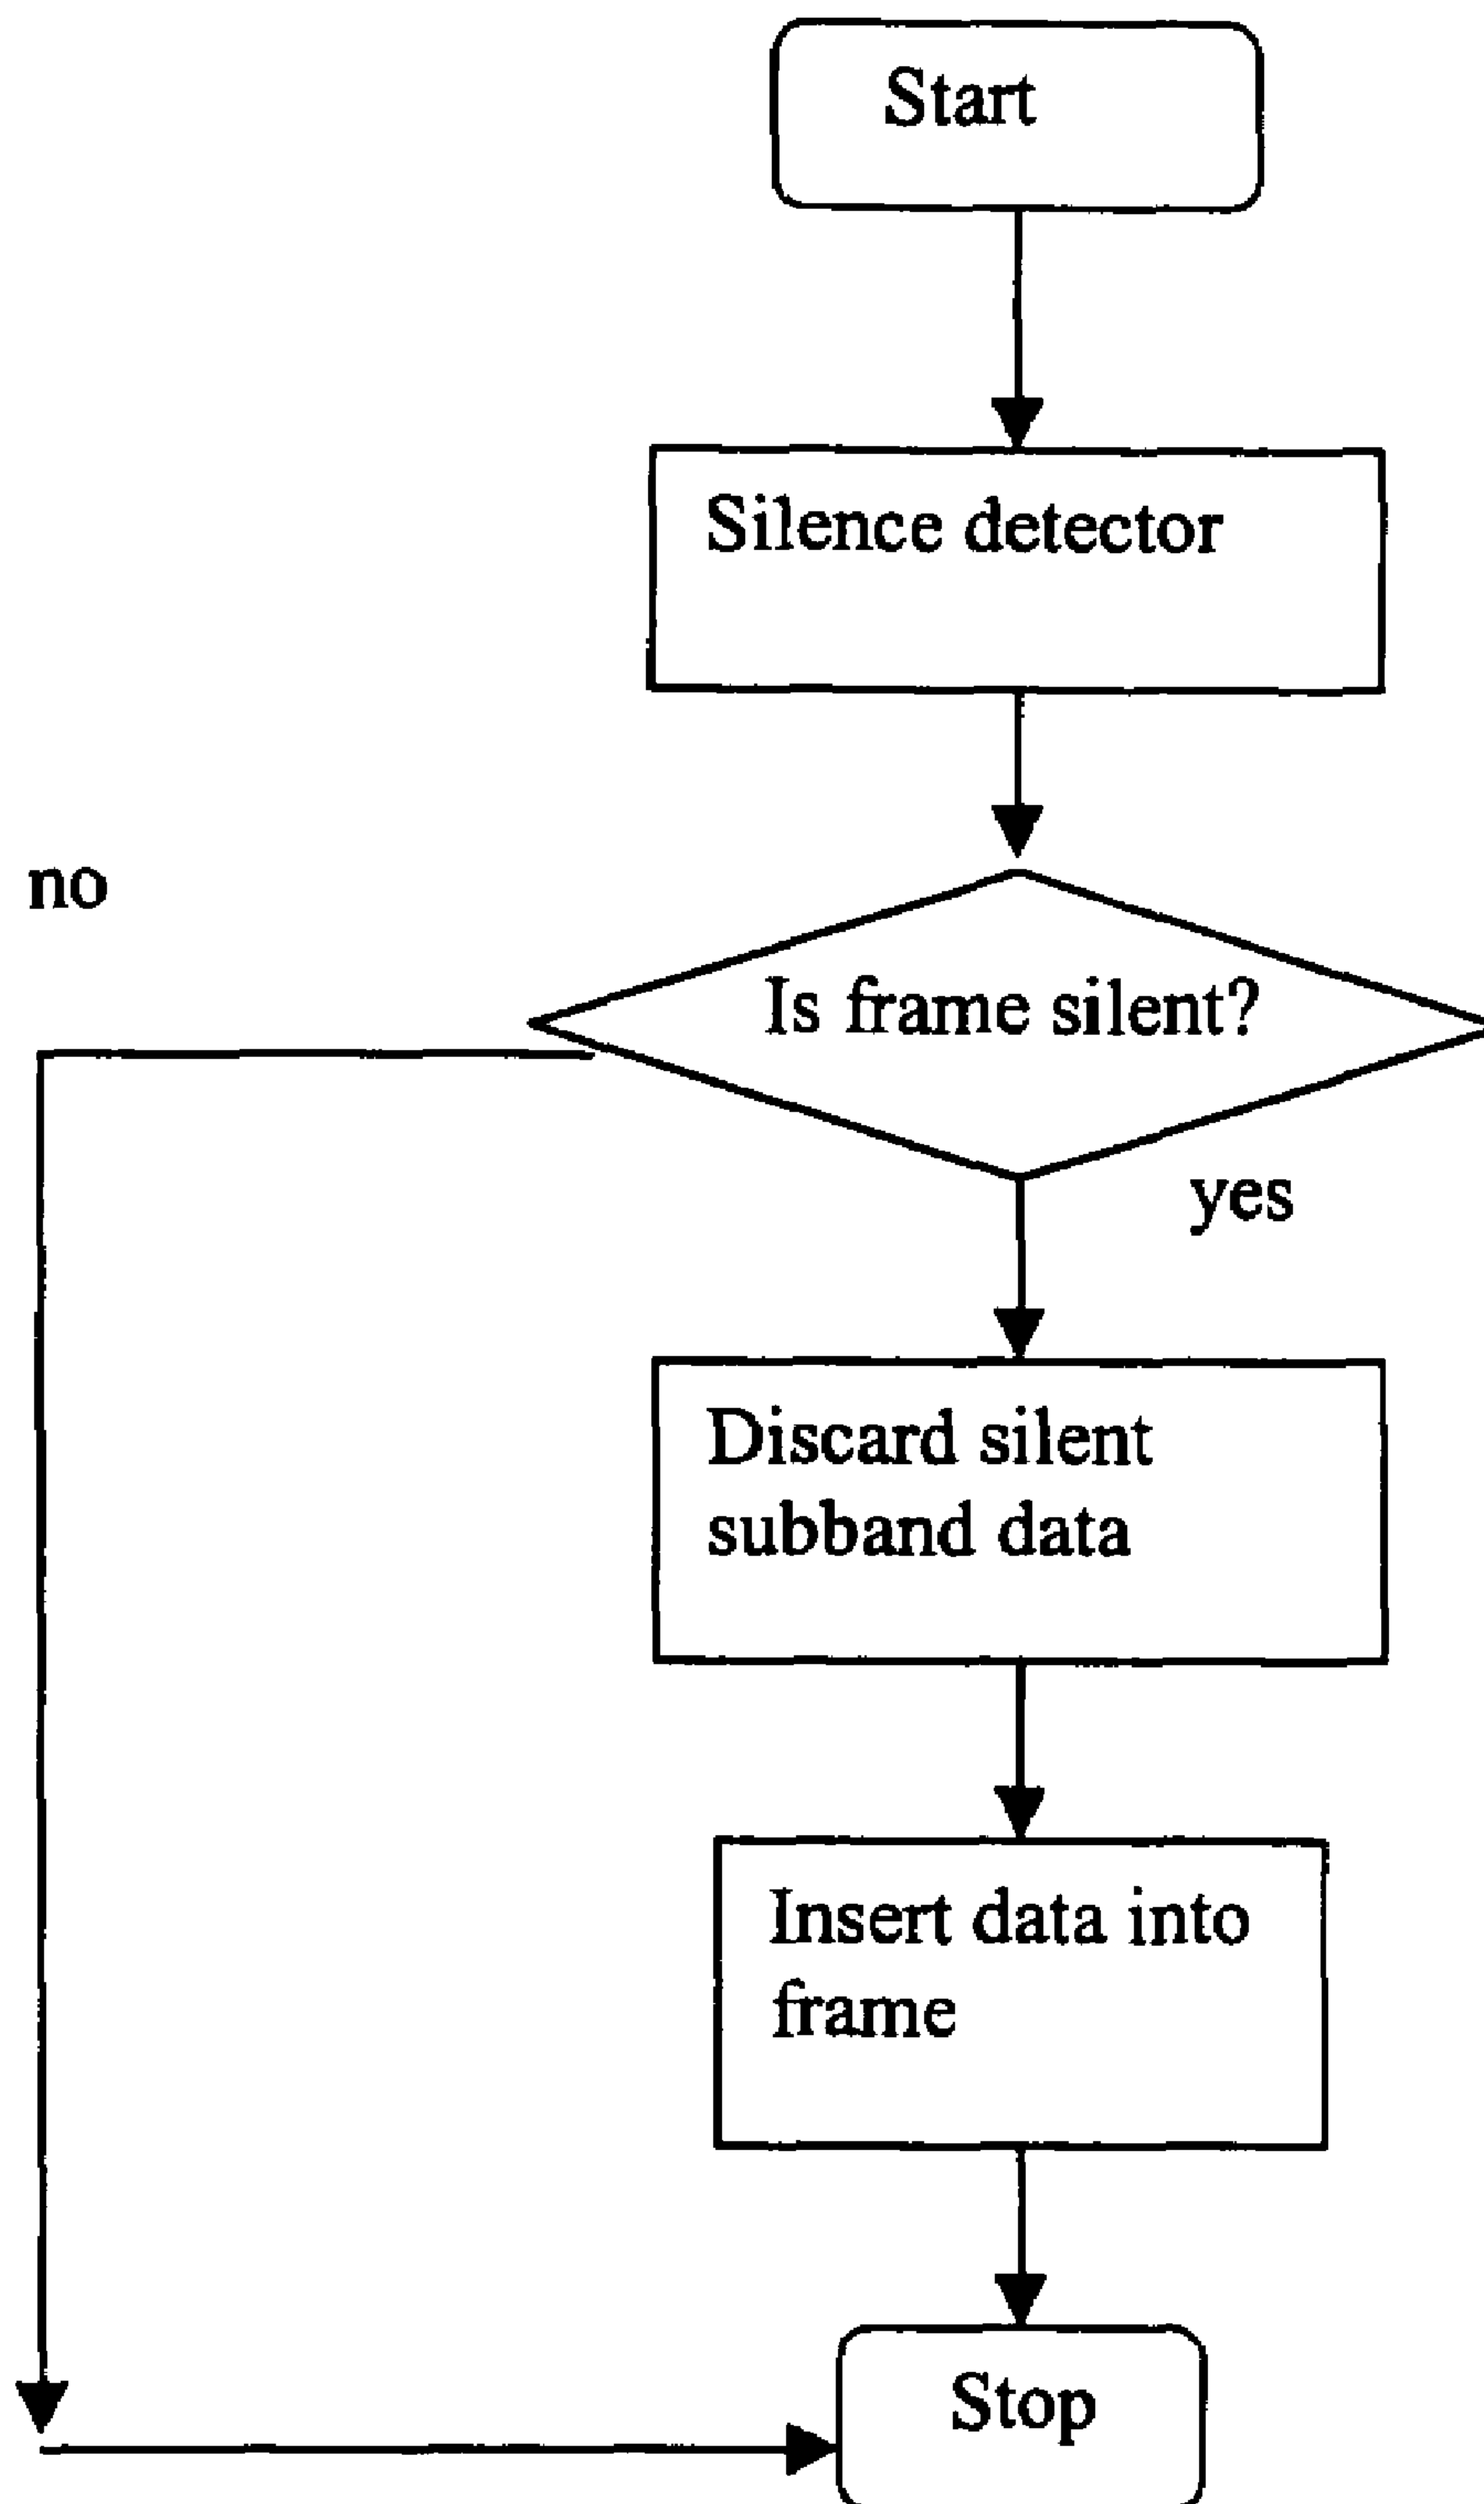 Start
Silence detector
no
Is frame silent?
yes
Discard silent
subband data
Insert data into
frame
Stop